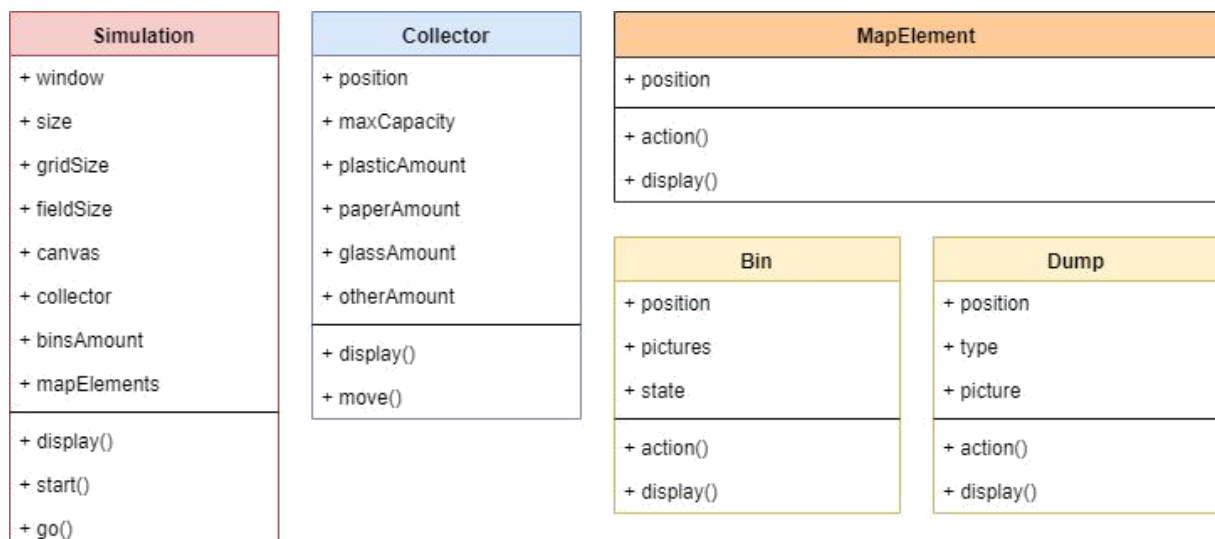 Simulation
+ window
+ size
+ gridSize
+ fieldSize
+ canvas
+ collector
+ binsAmount
+ mapElements
+ display()
+ start()
+ go()
Collector
+ position
+ maxCapacity
+ plasticAmount
+ paperAmount
+ glassAmount
+ otherAmount
+ display()
+ move()
MapElement
+ position
+ action()
+ display()
Bin
+ position
+ pictures
+ state
+ action()
+ display()
Dump
+ position
+ type
+ picture
+ action()
+ display()